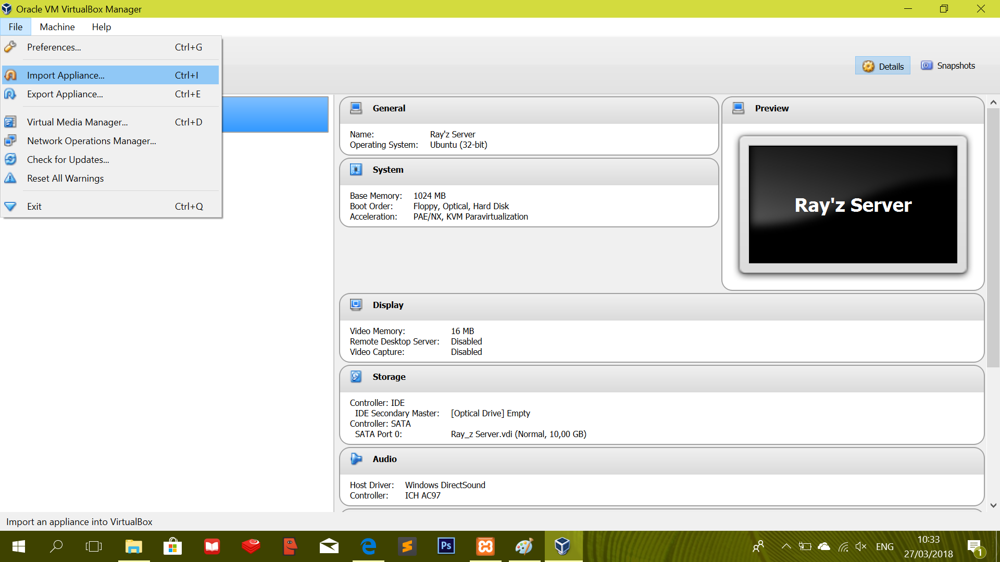 Oracle VM VirtualBox Manager
File Machine Help
Preferences... Ctrl+G
Import Appliance... Ctrl+I
Export Appliance... Ctrl+E
Virtual Media Manager... Ctrl+D
Network Operations Manager...
Check for Updates...
Reset All Warnings
Exit Ctrl+Q
Details Snapshots
General
Name: Ray'z Server
Operating System: Ubuntu (32-bit)
System
Base Memory: 1024 MB
Boot Order: Floppy, Optical, Hard Disk
Acceleration: PAE/NX, KVM Paravirtualization
Preview
Ray'z Server
Display
Video Memory: 16 MB
Remote Desktop Server: Disabled
Video Capture: Disabled
Storage
Controller: IDE
IDE Secondary Master: [Optical Drive] Empty
Controller: SATA
SATA Port 0: Ray_z Server.vdi (Normal, 10,00 GB)
Audio
Host Driver: Windows DirectSound
Controller: ICH AC97
Import an appliance into VirtualBox
Ps
ENG
10:33
27/03/2018
1